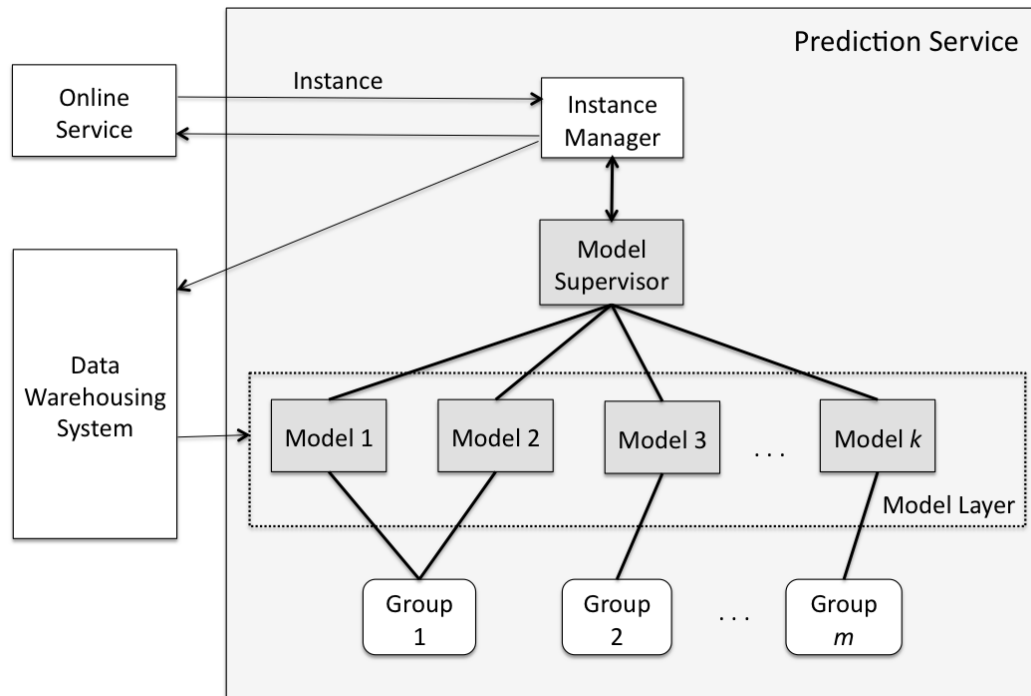 Prediction Service
Online
Service
Instance
Instance
Manager
Model
Supervisor
Data
Warehousing
System
Model 1
Model 2
Model 3
. . .
Model k
Model Layer
Group
1
Group
2
. . .
Group
m